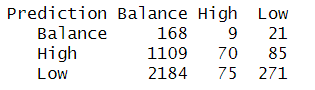 Prediction Balance High Low
Balance 168 9 21
High 1109 70 85
Low 2184 75 271